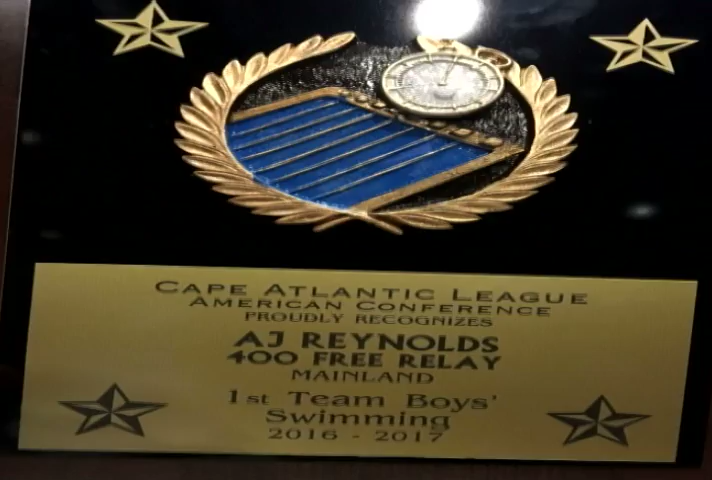 CAPE ATLANTIC LEAGUE
AMERICAN CONFERENCE
PROUDLY RECOGNIZES
AJ REYNOLDS
400 FREE RELAY
MAINLAND
1st Team Boys'
Swimming
2016 - 2017